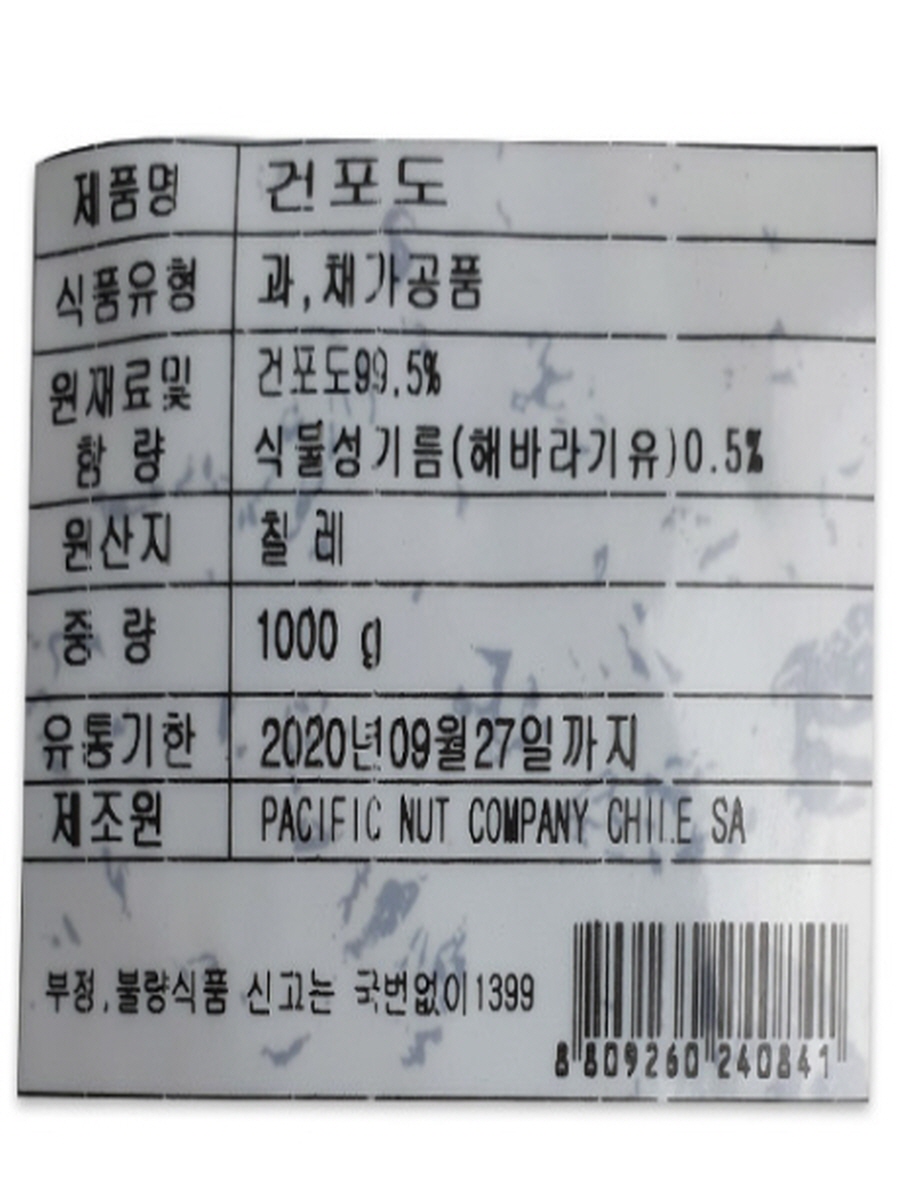 제품명 건포도
식품유형 과,채가공품
원재료및 함 량 건포도99.5%
식물성기름(해바라기유)0.5%
원산지 칠 레
중 량 1000 g
유통기한 2020년09월27일까지
제조원 PACIFIC NUT COMPANY CHILE SA
부정,불량식품 신고는 국번없이1399
8 809260 240841